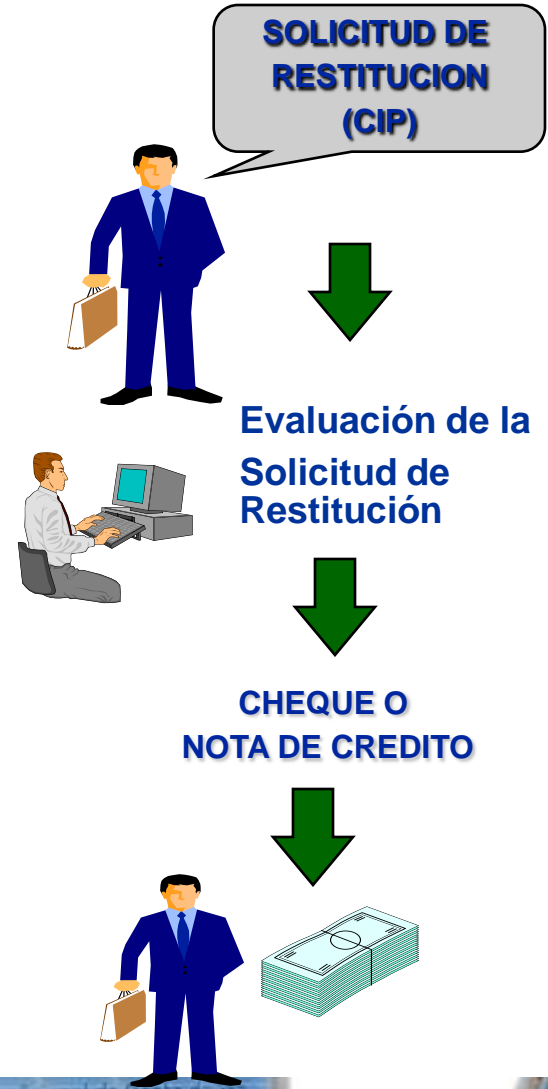 SOLICITUD DE
RESTITUCION
(CIP)
Evaluación de la
Solicitud de
Restitución
CHEQUE O
NOTA DE CREDITO